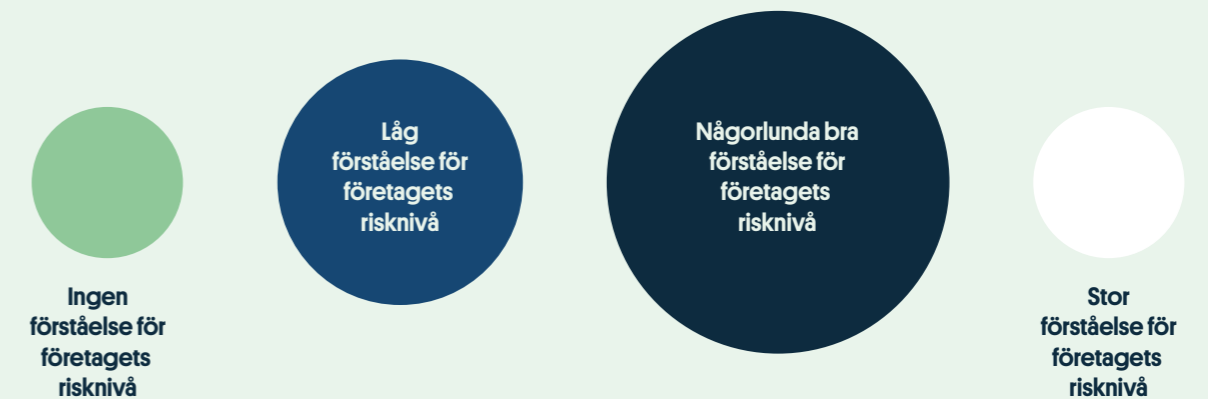 Låg
förståelse för
företagets
risknivå
Någorlunda bra
förståelse för
företagets
risknivå
Ingen
förståelse för
företagets
risknivå
Stor
förståelse för
företagets
risknivå